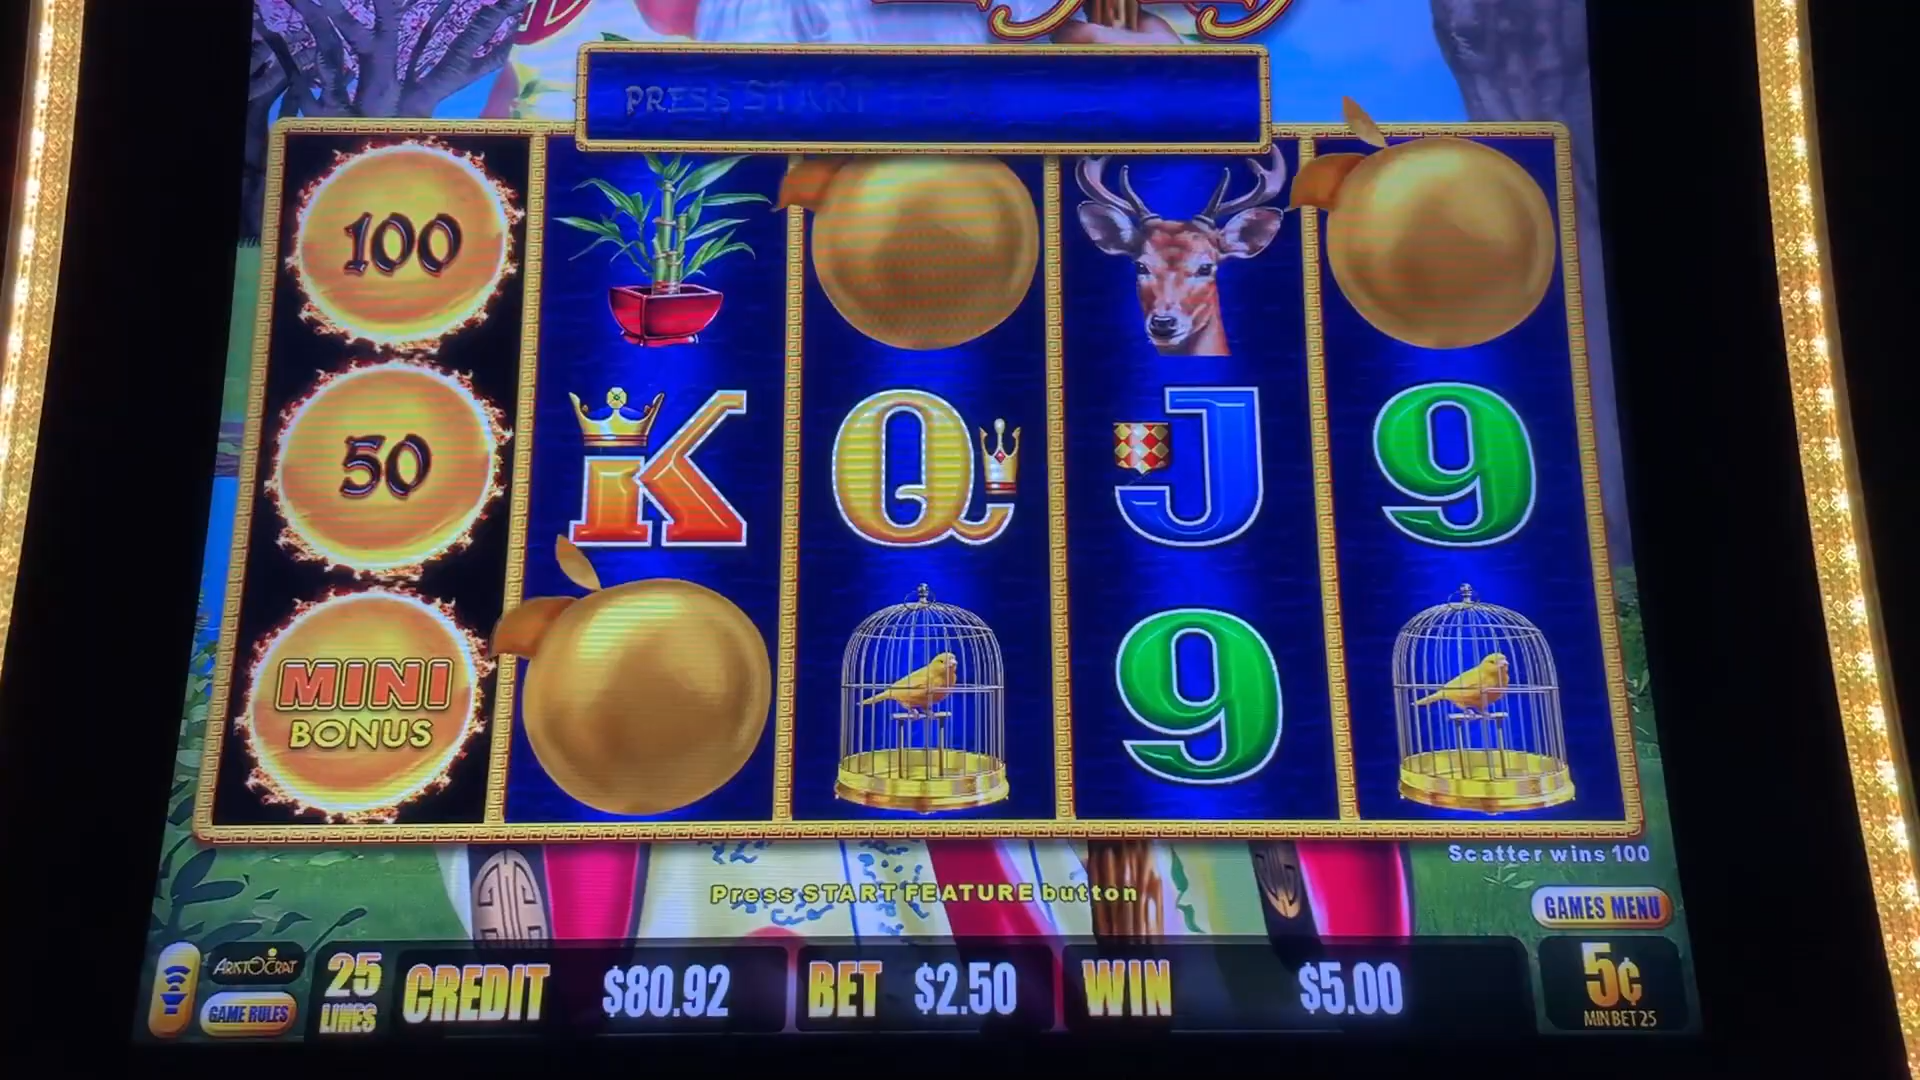 PRESS START
100
50
K
Q
J
9
MINI
BONUS
9
Scatter wins 100
Press START FEATURE button
GAMES MENU
ARISTOCRAT
GAME RULES
25
LINES
CREDIT $80.92
BET $2.50
WIN $5.00
5¢
MIN BET 25